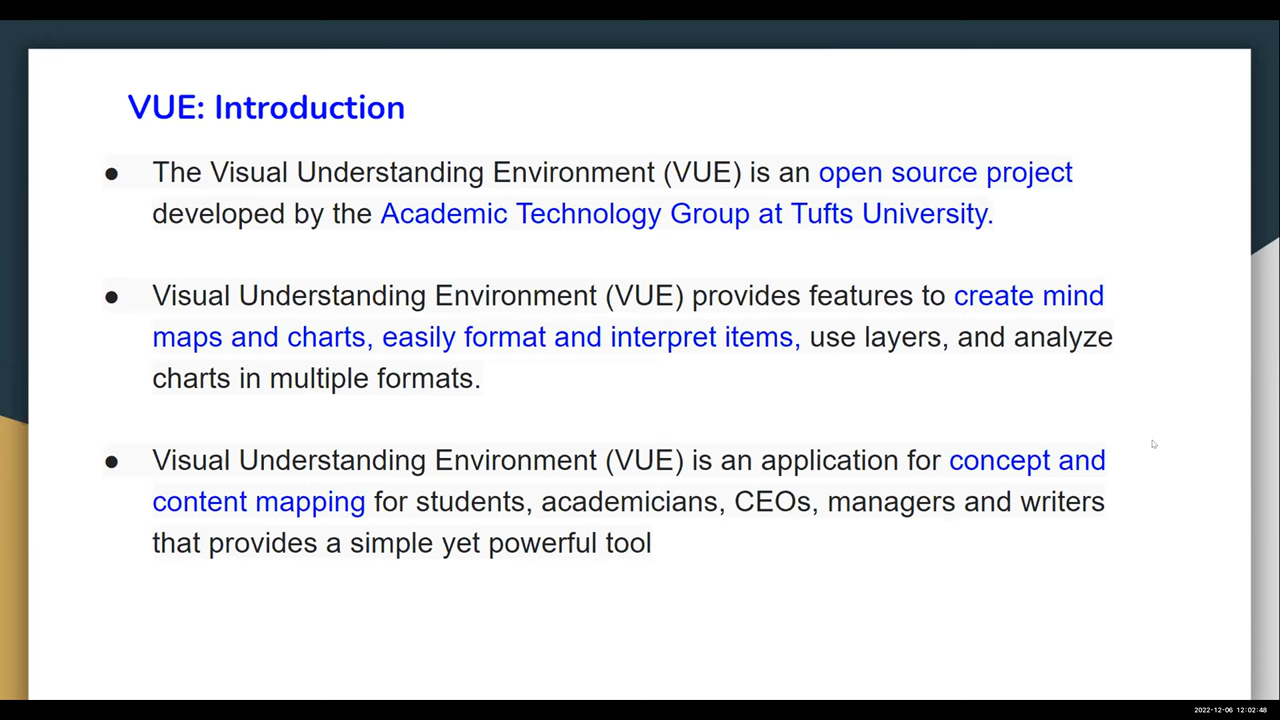 VUE: Introduction
● The Visual Understanding Environment (VUE) is an open source project
developed by the Academic Technology Group at Tufts University.
● Visual Understanding Environment (VUE) provides features to create mind
maps and charts, easily format and interpret items, use layers, and analyze
charts in multiple formats.
● Visual Understanding Environment (VUE) is an application for concept and
content mapping for students, academicians, CEOs, managers and writers
that provides a simple yet powerful tool
2022-12-06 12:02:48